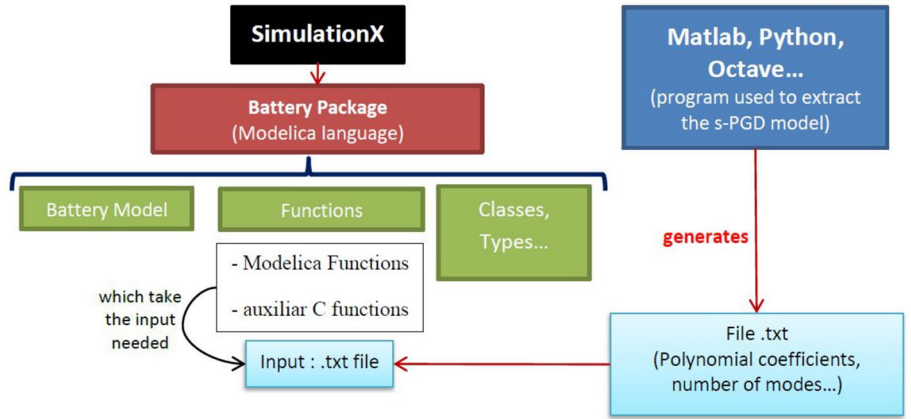 SimulationX
Battery Package
(Modelica language)
Battery Model
Functions
Classes,
Types...
- Modelica Functions
- auxiliar C functions
which take
the input
needed
Input : .txt file
Matlab, Python,
Octave...
(program used to extract
the s-PGD model)
generates
File .txt
(Polynomial coefficients,
number of modes...)